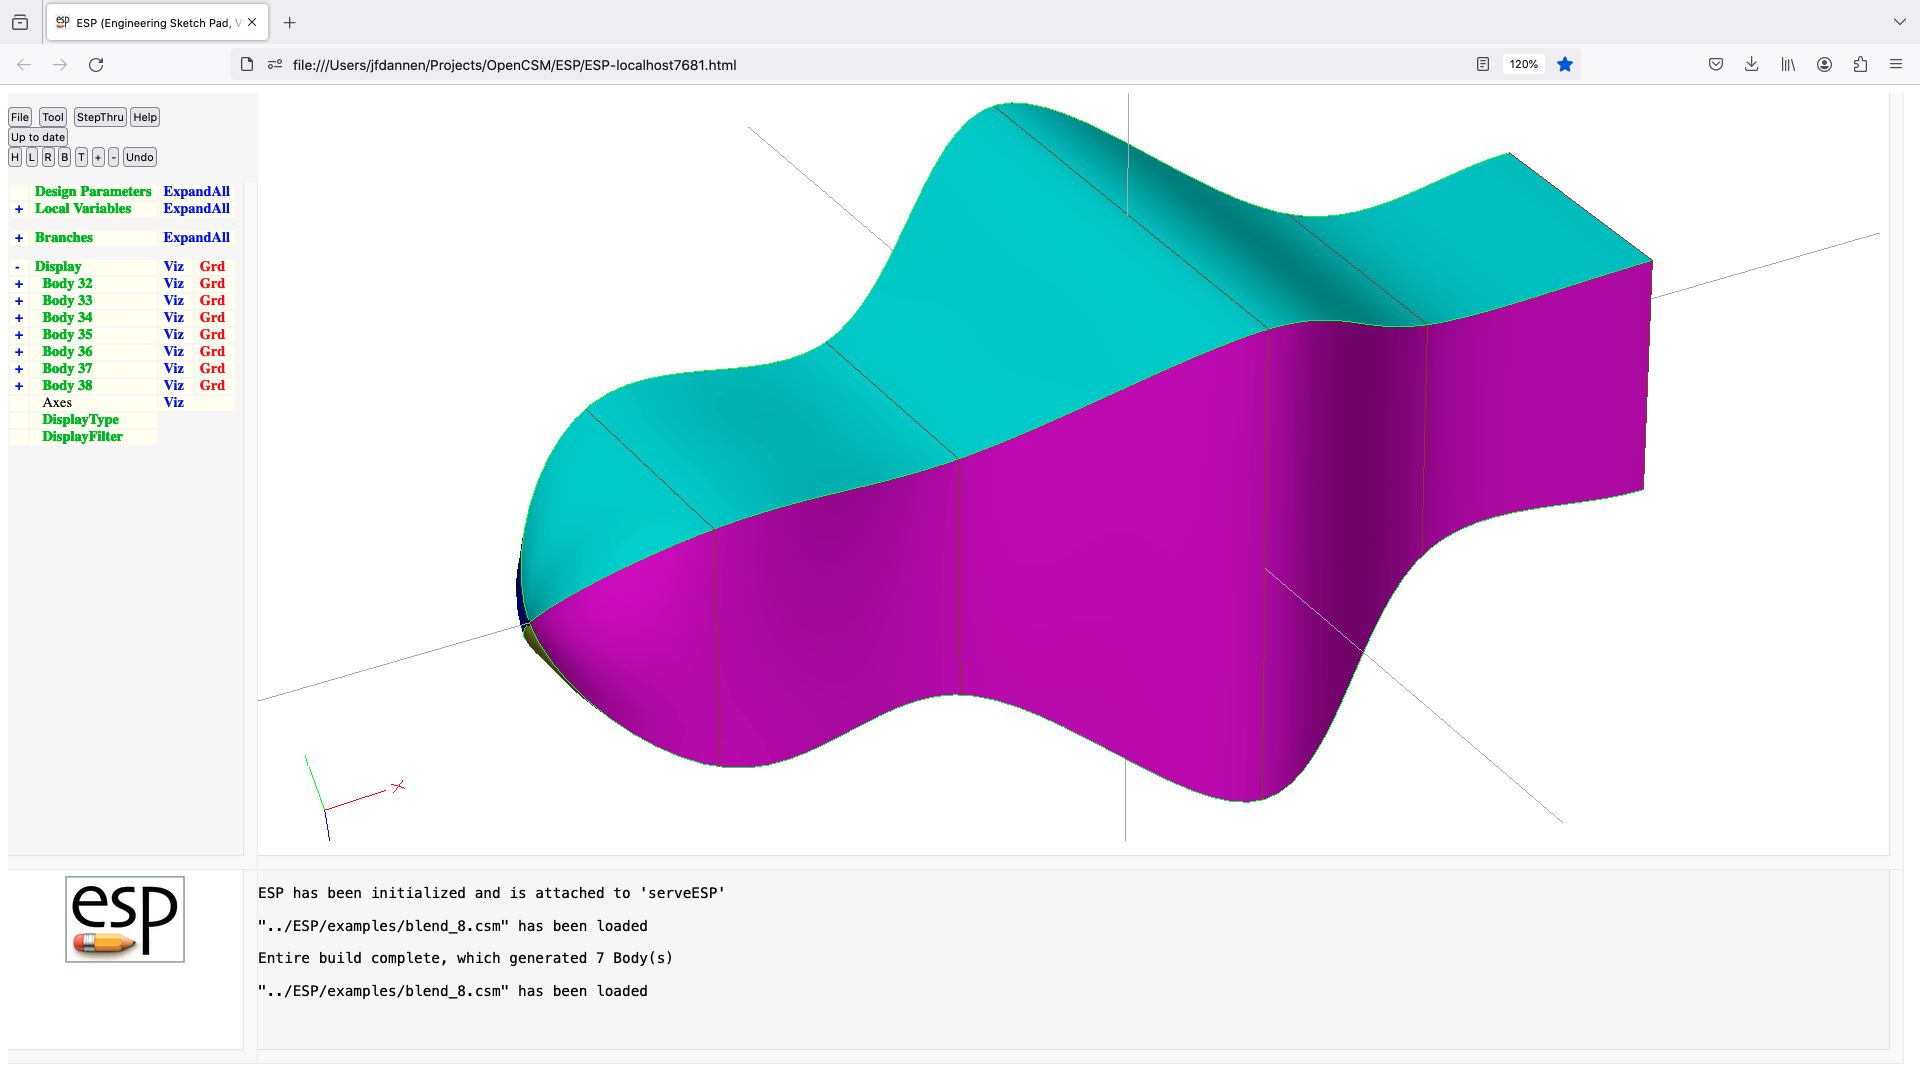 ESP (Engineering Sketch Pad, V
file:///Users/jfdannen/Projects/OpenCSM/ESP/ESP-localhost7681.html
120%
File Tool StepThru Help
Up to date
H L R B T + - Undo
Design Parameters ExpandAll
+ Local Variables ExpandAll
+ Branches ExpandAll
- Display Viz Grd
+ Body 32 Viz Grd
+ Body 33 Viz Grd
+ Body 34 Viz Grd
+ Body 35 Viz Grd
+ Body 36 Viz Grd
+ Body 37 Viz Grd
+ Body 38 Viz Grd
Axes Viz
DisplayType
DisplayFilter
X
esp
ESP has been initialized and is attached to 'serveESP'
"../ESP/examples/blend_8.csm" has been loaded
Entire build complete, which generated 7 Body(s)
"../ESP/examples/blend_8.csm" has been loaded